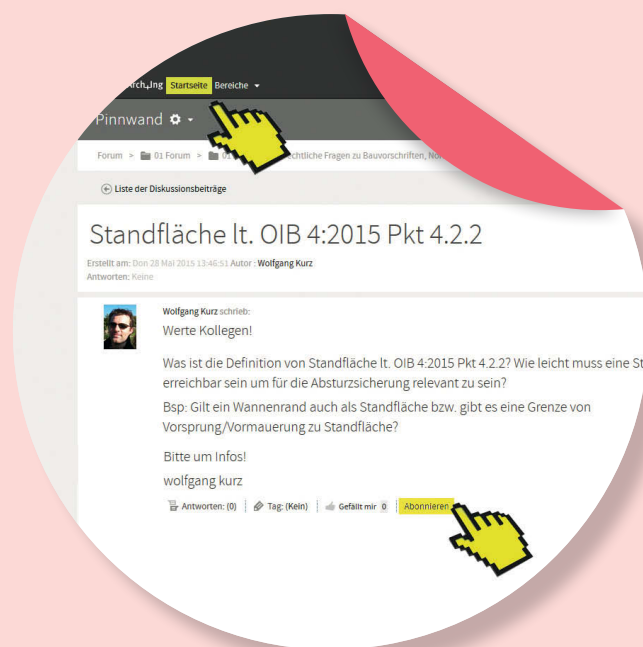 Arch+Ing Startseite Bereiche
Pinnwand
Forum > 01 Forum > rechtliche Fragen zu Bauvorschriften,
Liste der Diskussionsbeiträge
Standfläche lt. OIB 4:2015 Pkt 4.2.2
Erstellt am: Don 28 Mai 2015 13:46:51 Autor : Wolfgang Kurz
Antworten: Keine
Wolfgang Kurz schrieb:
Werte Kollegen!
Was ist die Definition von Standfläche lt. OIB 4:2015 Pkt 4.2.2? Wie leicht muss eine
erreichbar sein um für die Absturzsicherung relevant zu sein?
Bsp: Gilt ein Wannenrand auch als Standfläche bzw. gibt es eine Grenze von
Vorsprung/Vormauerung zu Standfläche?
Bitte um Infos!
wolfgang kurz
Antworten: (0) Tag: (Kein) Gefällt mir 0 Abonnieren